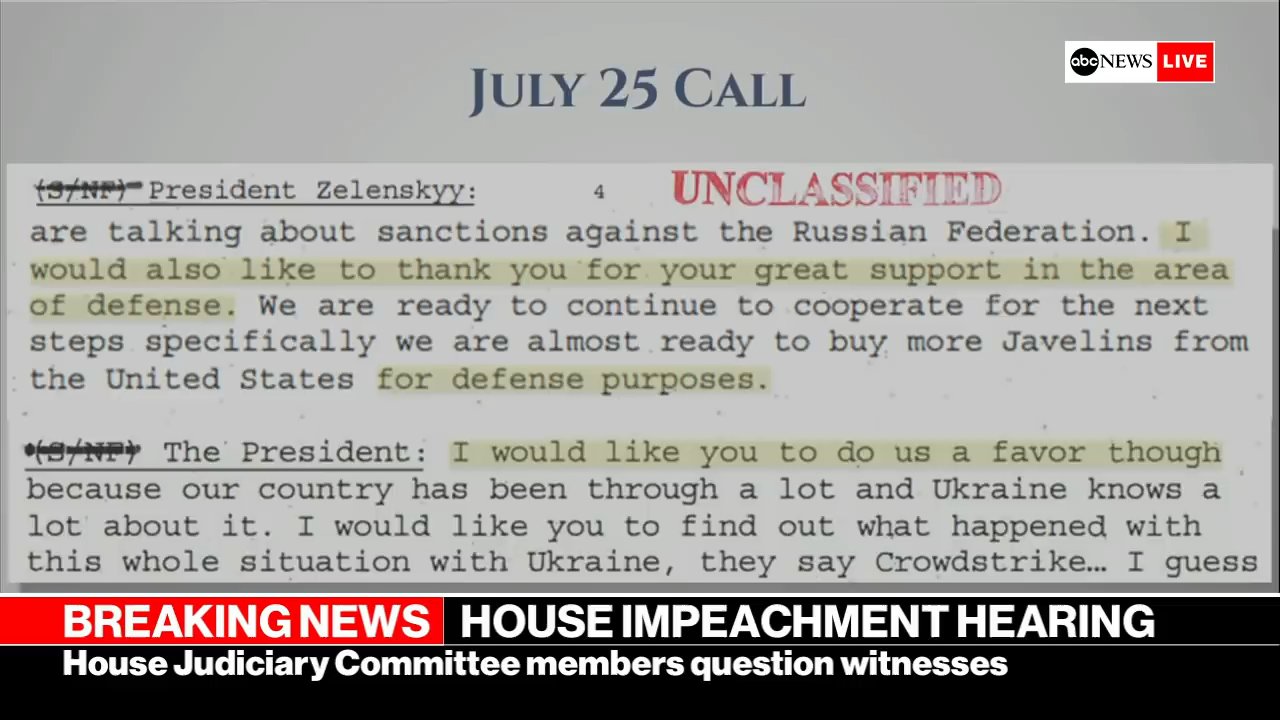 abc NEWS LIVE
JULY 25 CALL
(S/NF) President Zelenskyy: 4 UNCLASSIFIED
are talking about sanctions against the Russian Federation. I
would also like to thank you for your great support in the area
of defense. We are ready to continue to cooperate for the next
steps specifically we are almost ready to buy more Javelins from
the United States for defense purposes.
(S/NF) The President: I would like you to do us a favor though
because our country has been through a lot and Ukraine knows a
lot about it. I would like you to find out what happened with
this whole situation with Ukraine, they say Crowdstrike... I guess
BREAKING NEWS HOUSE IMPEACHMENT HEARING
House Judiciary Committee members question witnesses